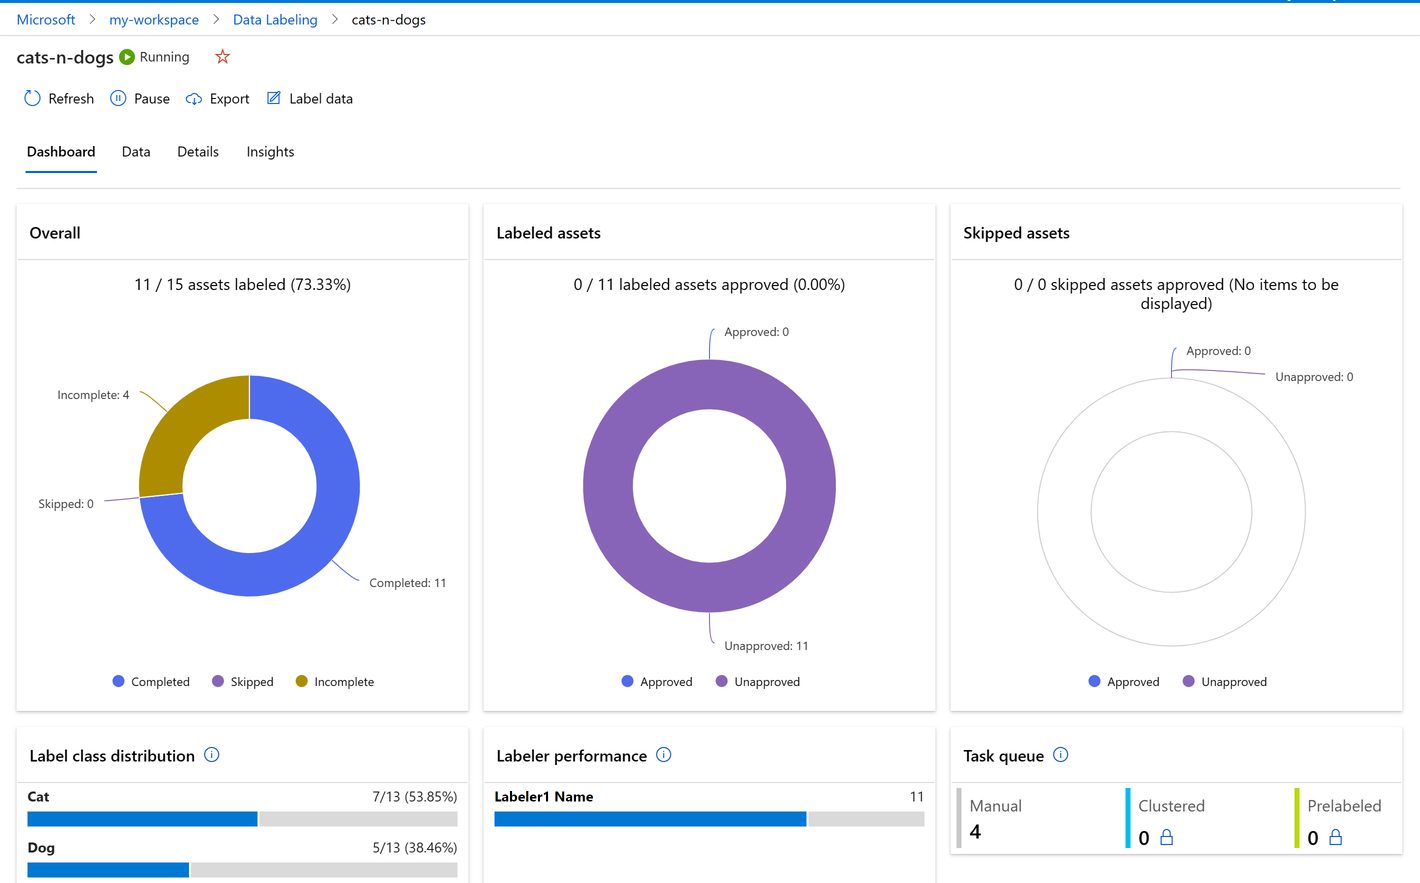 Microsoft > my-workspace > Data Labeling > cats-n-dogs
cats-n-dogs Running
Refresh Pause Export Label data
Dashboard Data Details Insights
Overall
11 / 15 assets labeled (73.33%)
Incomplete: 4
Skipped: 0
Completed: 11
Completed Skipped Incomplete
Labeled assets
0 / 11 labeled assets approved (0.00%)
Approved: 0
Unapproved: 11
Approved Unapproved
Skipped assets
0 / 0 skipped assets approved (No items to be
displayed)
Approved: 0
Unapproved: 0
Approved Unapproved
Label class distribution
Cat 7/13 (53.85%)
Dog 5/13 (38.46%)
Labeler performance
Labeler1 Name 11
Task queue
Manual Clustered Prelabeled
4 0 0